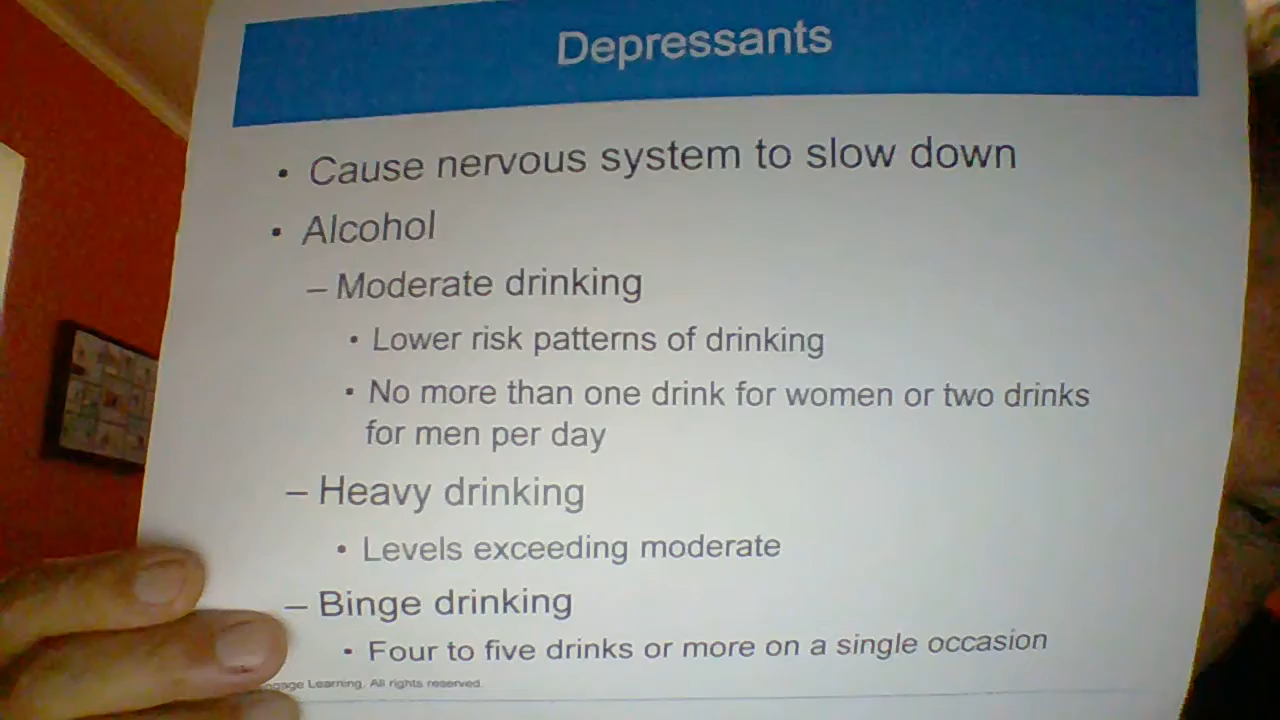 Depressants
• Cause nervous system to slow down
• Alcohol
– Moderate drinking
• Lower risk patterns of drinking
• No more than one drink for women or two drinks
for men per day
– Heavy drinking
• Levels exceeding moderate
– Binge drinking
• Four to five drinks or more on a single occasion
Learning. All rights reserved.